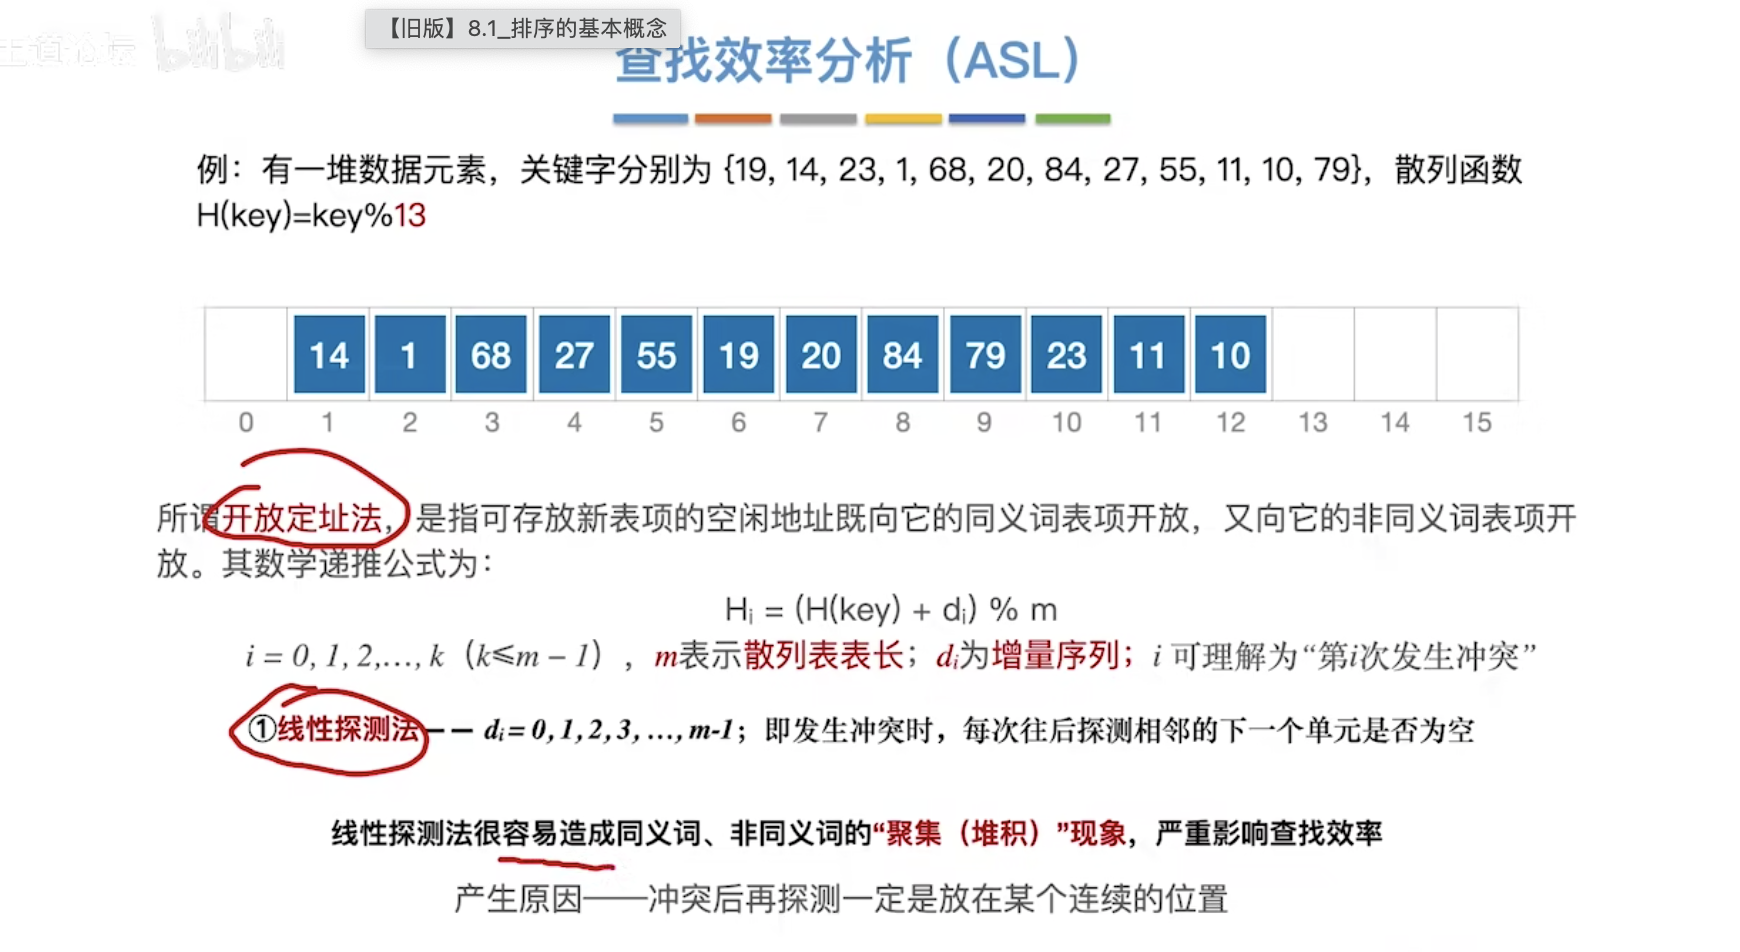 王道论坛 bilibili
【旧版】8.1_排序的基本概念
查找效率分析（ASL）
例：有一堆数据元素，关键字分别为 {19, 14, 23, 1, 68, 20, 84, 27, 55, 11, 10, 79}，散列函数
H(key)=key%13
14 1 68 27 55 19 20 84 79 23 11 10
0 1 2 3 4 5 6 7 8 9 10 11 12 13 14 15
所谓开放定址法，是指可存放新表项的空闲地址既向它的同义词表项开放，又向它的非同义词表项开
放。其数学递推公式为：
Hᵢ = (H(key) + dᵢ) % m
i = 0, 1, 2,…, k（k≤m − 1），m表示散列表表长；dᵢ为增量序列；i 可理解为“第i次发生冲突”
①线性探测法—— dᵢ= 0, 1, 2, 3, …, m-1；即发生冲突时，每次往后探测相邻的下一个单元是否为空
线性探测法很容易造成同义词、非同义词的“聚集（堆积）”现象，严重影响查找效率
产生原因——冲突后再探测一定是放在某个连续的位置